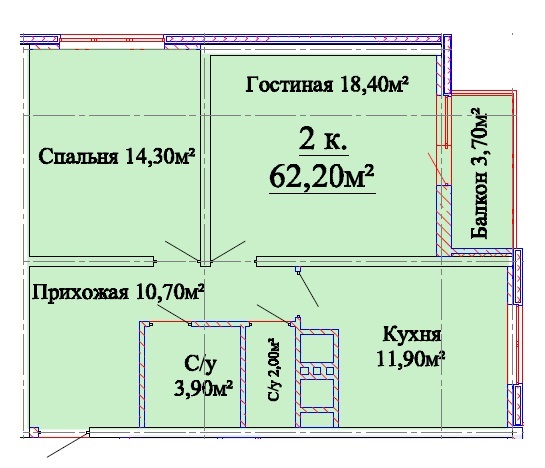 Гостиная 18,40м²
2 к.
62,20м²
Спальня 14,30м²
Балкон 3,70м²
Прихожая 10,70м²
Кухня
11,90м²
С/у
3,90м²
С/у 2,00м²